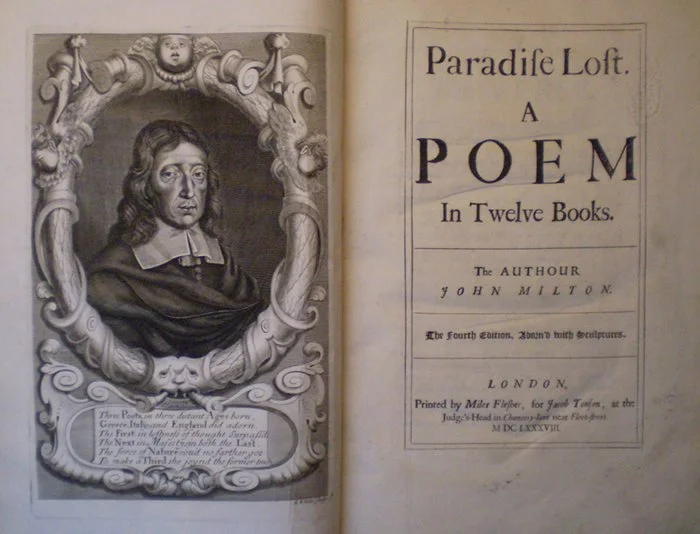 Three Poets, in three distant Ages born,
Greece, Italy, and England did adorn.
The First in loftiness of thought Surpass'd;
The Next in Majesty; in both the Last.
The force of Nature cou'd no farther goe:
To make a Third she joynd the former two.
Paradiſe Loſt.
A
POEM
In Twelve Books.
The AUTHOUR
JOHN MILTON.
The Fourth Edition, Adorn'd with Sculptures.
LONDON,
Printed by Miles Fleſher, for Jacob Tonſon, at the
Judge's-Head in Chancery-lane near Fleet-ſtreet.
M DC LXXXVIII.